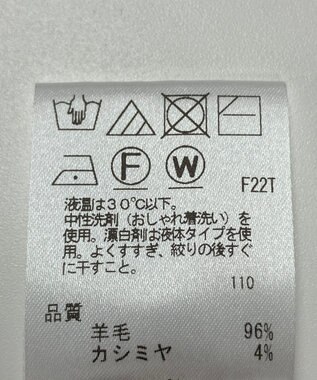 F
W
F22T
液温は30℃以下。
中性洗剤(おしゃれ着洗い)を
使用。漂白剤は液体タイプを使
用。よくすすぎ、絞りの後すぐ
に干すこと。
110
品質
羊毛 96%
カシミヤ 4%